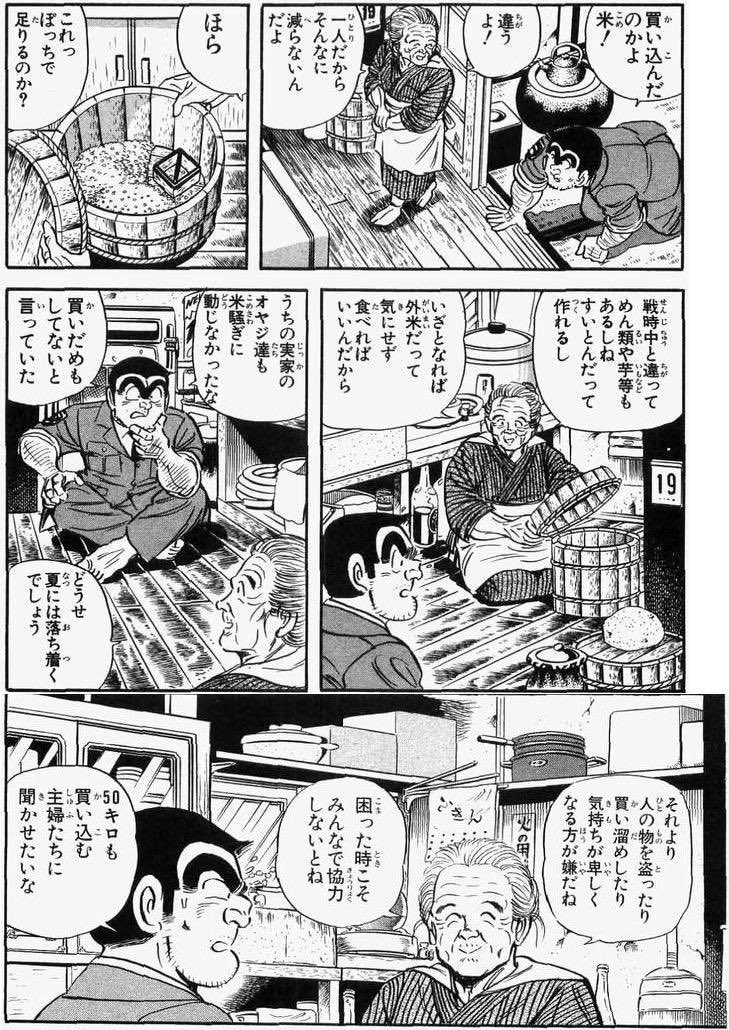 買い込んだ
のかよ
米！
違う
よ！
一人だから
そんなに
減らないん
だよ
19
ほら
これっ
ぽっちで
足りるのか？
戦時中と違って
めん類や芋等も
あるしね
すいとんだって
作れるし
いざとなれば
外米だって
気にせず
食べれば
いいんだから
19
うちの実家の
オヤジ達も
米騒ぎに
動じなかったな
買いだめも
してないと
言っていた
どうせ
夏には落ち着く
でしょう
それより
人の物を盗ったり
買い溜めしたり
気持ちが卑しく
なる方が嫌だね
困った時こそ
みんなで協力
しないとね
50キロも
買い込む
主婦たちに
聞かせたいな
火の用